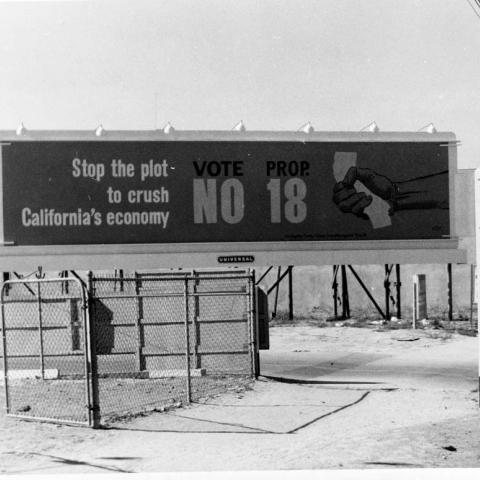 Stop the plot
to crush
California's economy
VOTE PROP.
NO 18
UNIVERSAL